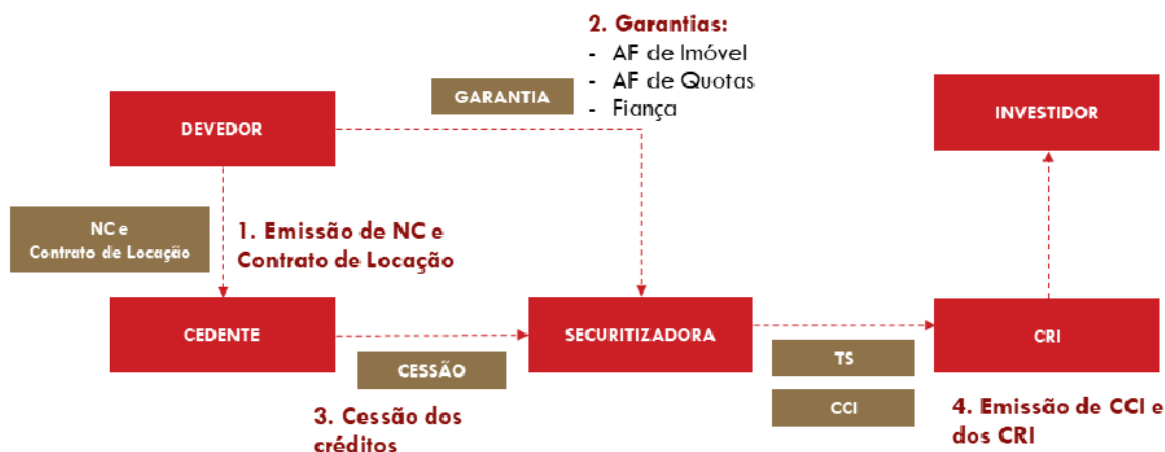 2. Garantias:
- AF de Imóvel
- AF de Quotas
- Fiança
GARANTIA
DEVEDOR
INVESTIDOR
NC e
Contrato de Locação
1. Emissão de NC e
Contrato de Locação
CEDENTE
SECURITIZADORA
CRI
CESSÃO
TS
CCI
3. Cessão dos
créditos
4. Emissão de CCI e
dos CRI